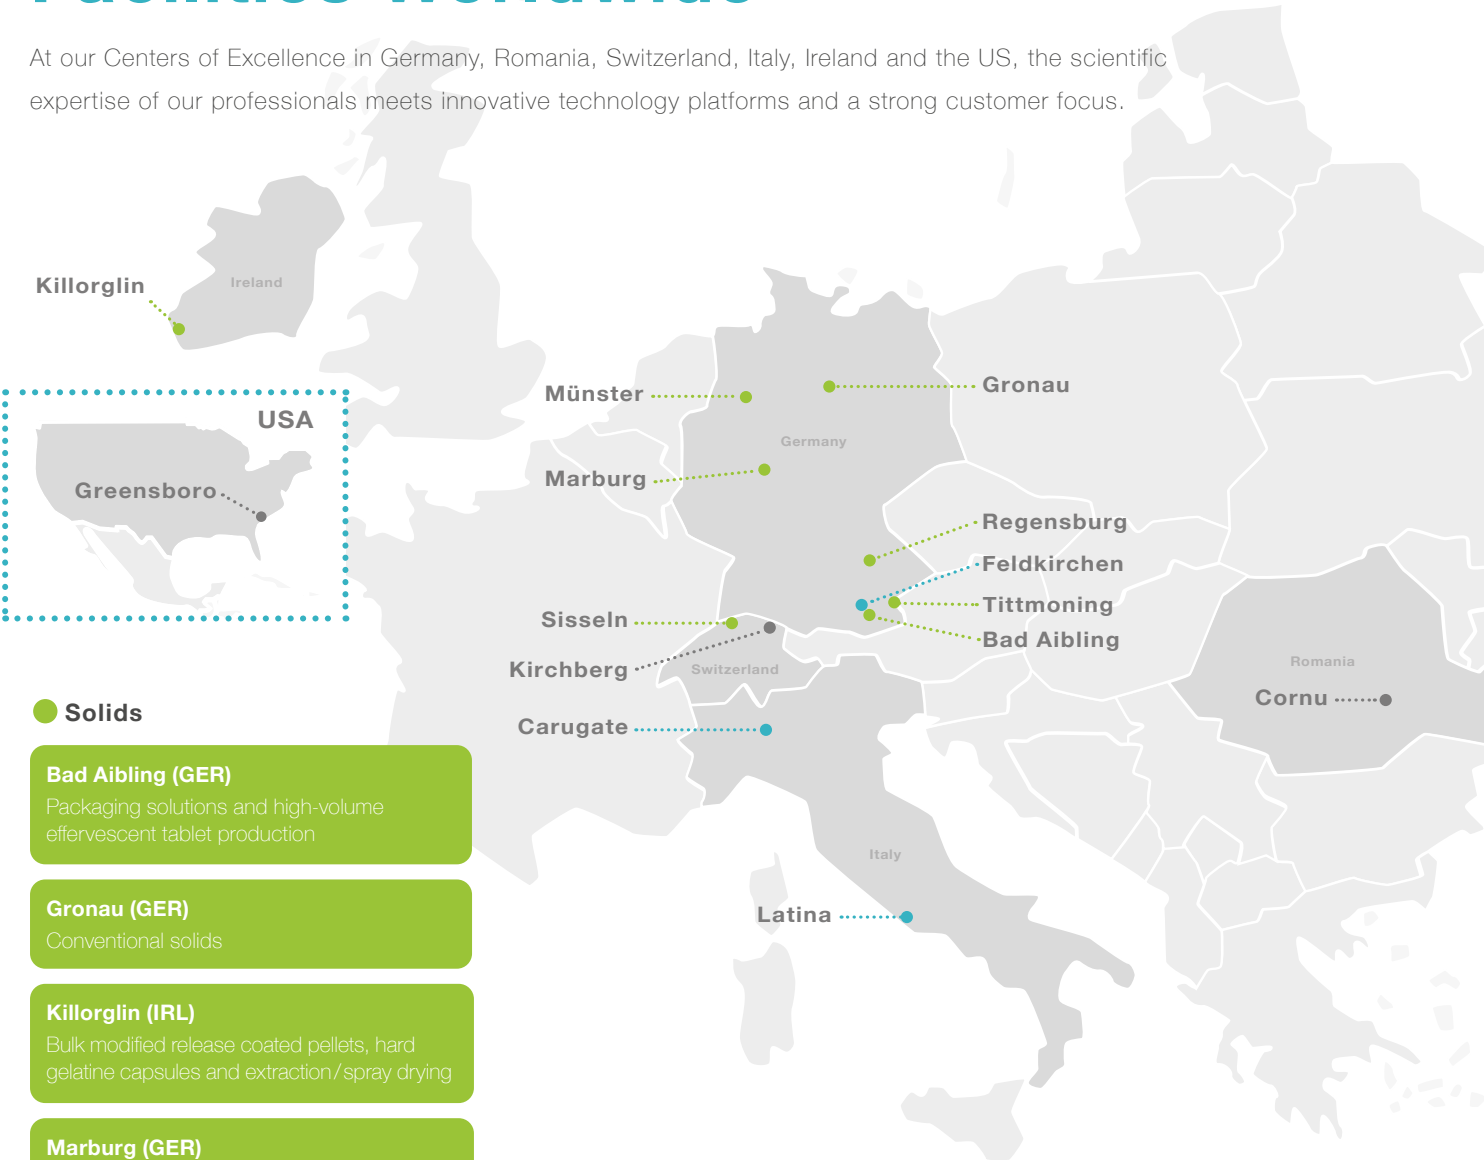 Facilities Worldwide
At our Centers of Excellence in Germany, Romania, Switzerland, Italy, Ireland and the US, the scientific
expertise of our professionals meets innovative technology platforms and a strong customer focus.
Killorglin
Ireland
USA
Greensboro
Münster
Gronau
Germany
Marburg
Regensburg
Feldkirchen
Tittmoning
Bad Aibling
Sisseln
Kirchberg
Switzerland
Romania
Cornu
Carugate
Italy
Latina
Solids
Bad Aibling (GER)
Packaging solutions and high-volume
effervescent tablet production
Gronau (GER)
Conventional solids
Killorglin (IRL)
Bulk modified release coated pellets, hard
gelatine capsules and extraction/spray drying
Marburg (GER)